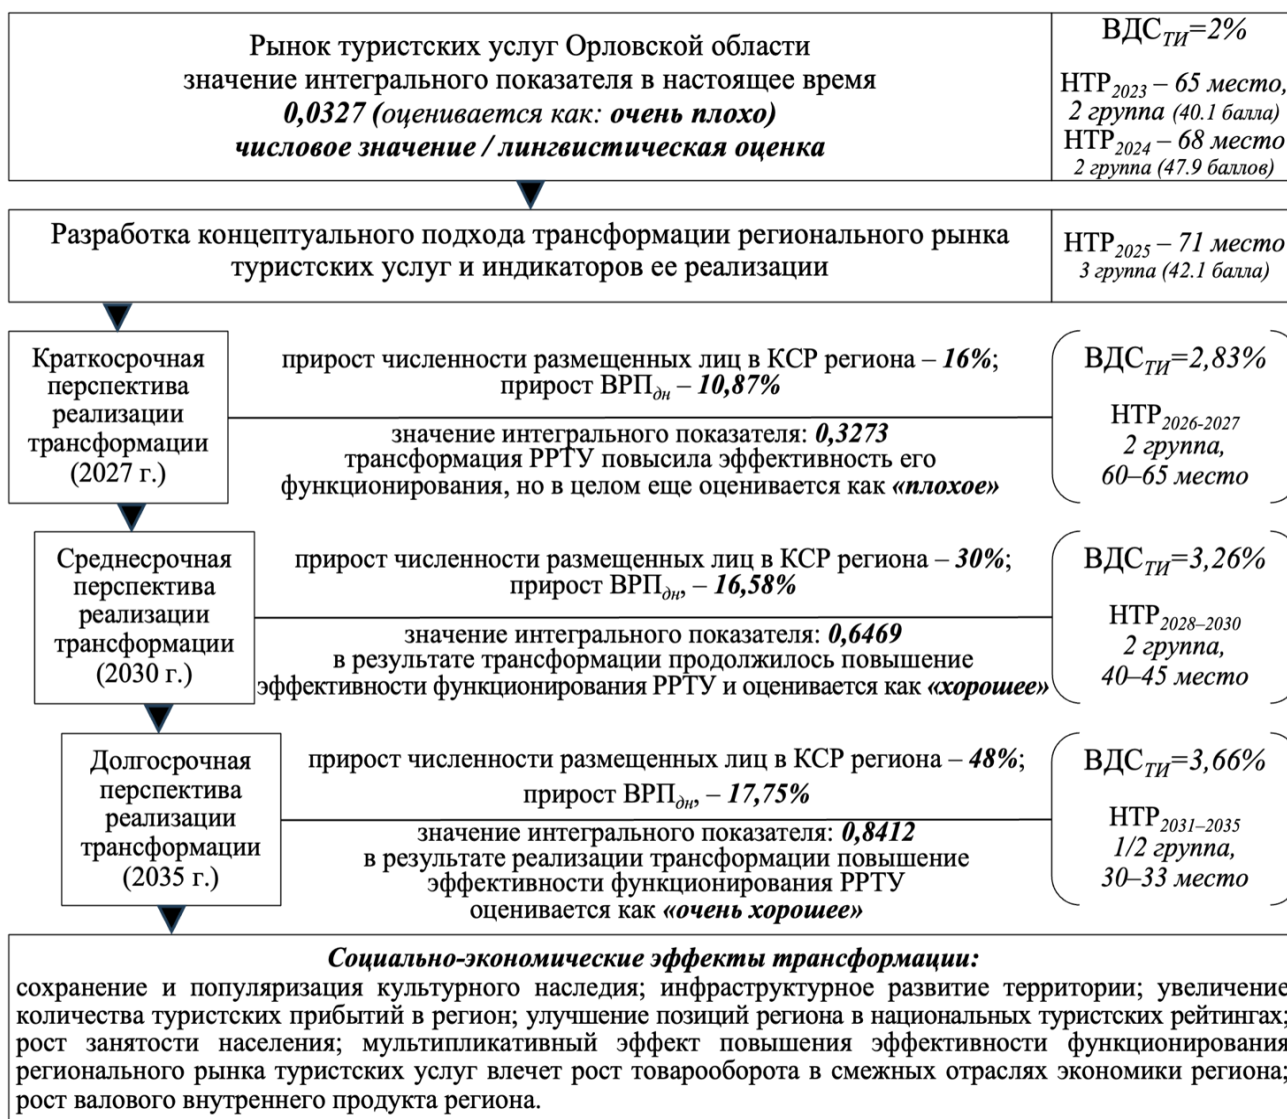 Рынок туристских услуг Орловской области
значение интегрального показателя в настоящее время
0,0327 (оценивается как: очень плохо)
числовое значение / лингвистическая оценка
ВДСТИ=2%
НТР2023 – 65 место,
2 группа (40.1 балла)
НТР2024 – 68 место
2 группа (47.9 баллов)
Разработка концептуального подхода трансформации регионального рынка
туристских услуг и индикаторов ее реализации
НТР2025 – 71 место
3 группа (42.1 балла)
Краткосрочная
перспектива
реализации
трансформации
(2027 г.)
прирост численности размещенных лиц в КСР региона – 16%;
прирост ВРПдн – 10,87%
значение интегрального показателя: 0,3273
трансформация РРТУ повысила эффективность его
функционирования, но в целом еще оценивается как «плохое»
ВДСТИ=2,83%
НТР2026-2027
2 группа,
60–65 место
Среднесрочная
перспектива
реализации
трансформации
(2030 г.)
прирост численности размещенных лиц в КСР региона – 30%;
прирост ВРПдн, – 16,58%
значение интегрального показателя: 0,6469
в результате трансформации продолжилось повышение
эффективности функционирования РРТУ и оценивается как «хорошее»
ВДСТИ=3,26%
НТР2028–2030
2 группа,
40–45 место
Долгосрочная
перспектива
реализации
трансформации
(2035 г.)
прирост численности размещенных лиц в КСР региона – 48%;
прирост ВРПдн, – 17,75%
значение интегрального показателя: 0,8412
в результате реализации трансформации повышение
эффективности функционирования РРТУ
оценивается как «очень хорошее»
ВДСТИ=3,66%
НТР2031–2035
1/2 группа,
30–33 место
Социально-экономические эффекты трансформации:
сохранение и популяризация культурного наследия; инфраструктурное развитие территории; увеличение
количества туристских прибытий в регион; улучшение позиций региона в национальных туристских рейтингах;
рост занятости населения; мультипликативный эффект повышения эффективности функционирования
регионального рынка туристских услуг влечет рост товарооборота в смежных отраслях экономики региона;
рост валового внутреннего продукта региона.